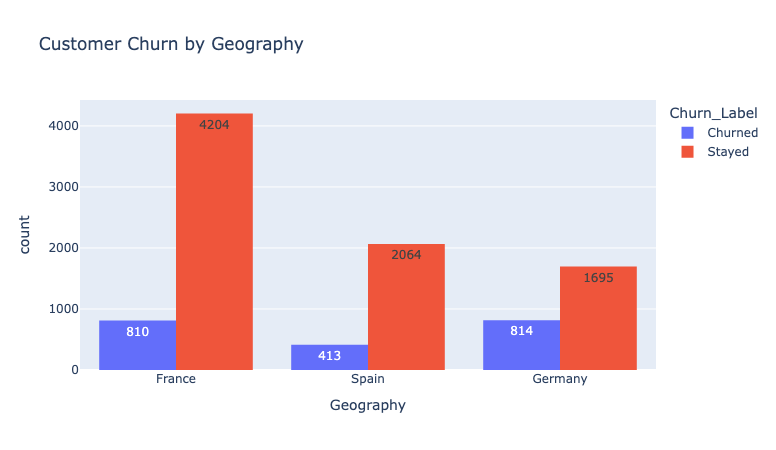 Customer Churn by Geography
Churn_Label
Churned
Stayed
count
4000
3000
2000
1000
0
810
4204
413
2064
814
1695
France
Spain
Germany
Geography